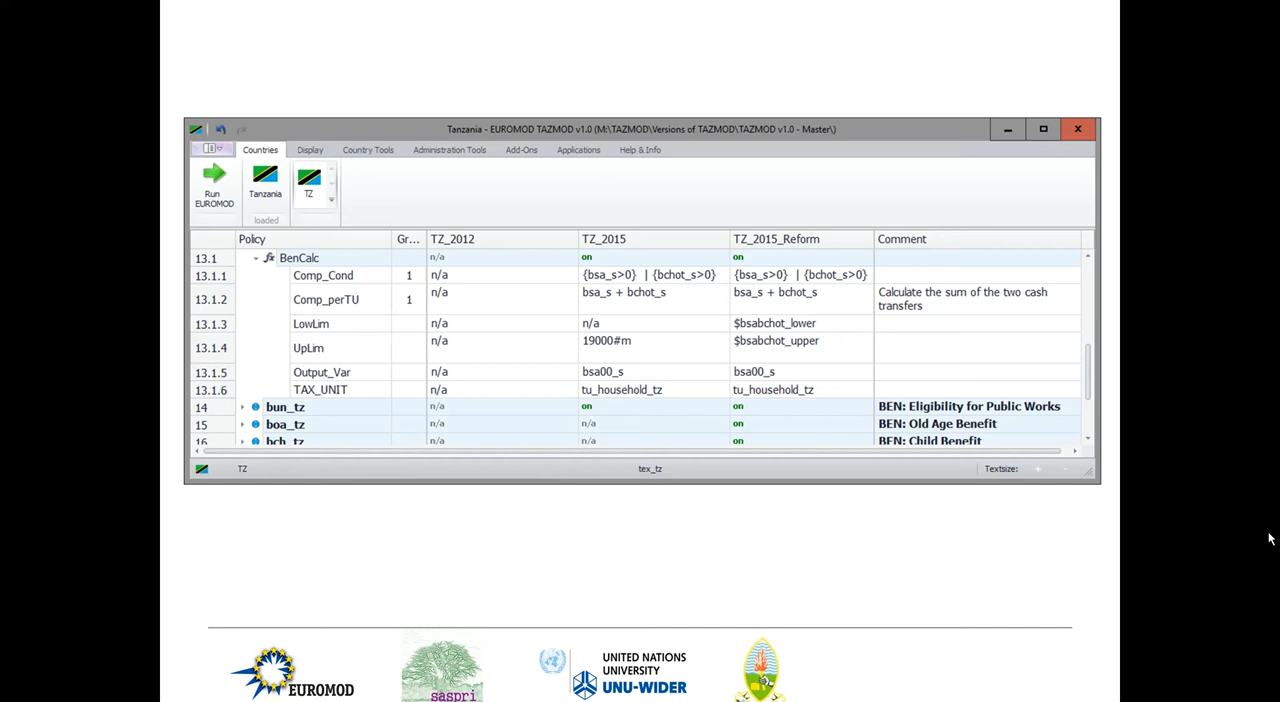 Tanzania - EUROMOD TAZMOD v1.0 (M:\TAZMOD\Versions of TAZMOD\TAZMOD v1.0 - Master\)
Countries Display Country Tools Administration Tools Add-Ons Applications Help & Info
Run
EUROMOD
Tanzania
loaded
TZ
Policy Gr... TZ_2012 TZ_2015 TZ_2015_Reform Comment
13.1 fx BenCalc n/a on on
13.1.1 Comp_Cond 1 n/a {bsa_s>0} | {bchot_s>0} {bsa_s>0} | {bchot_s>0}
13.1.2 Comp_perTU 1 n/a bsa_s + bchot_s bsa_s + bchot_s Calculate the sum of the two cash
transfers
13.1.3 LowLim n/a n/a $bsabchot_lower
13.1.4 UpLim n/a 19000#m $bsabchot_upper
13.1.5 Output_Var n/a bsa00_s bsa00_s
13.1.6 TAX_UNIT n/a tu_household_tz tu_household_tz
14 bun_tz n/a on on BEN: Eligibility for Public Works
15 boa_tz n/a n/a on BEN: Old Age Benefit
16 bch_tz n/a n/a on BEN: Child Benefit
TZ tex_tz Textsize: + -
EUROMOD
saspri
UNITED NATIONS
UNIVERSITY
UNU-WIDER